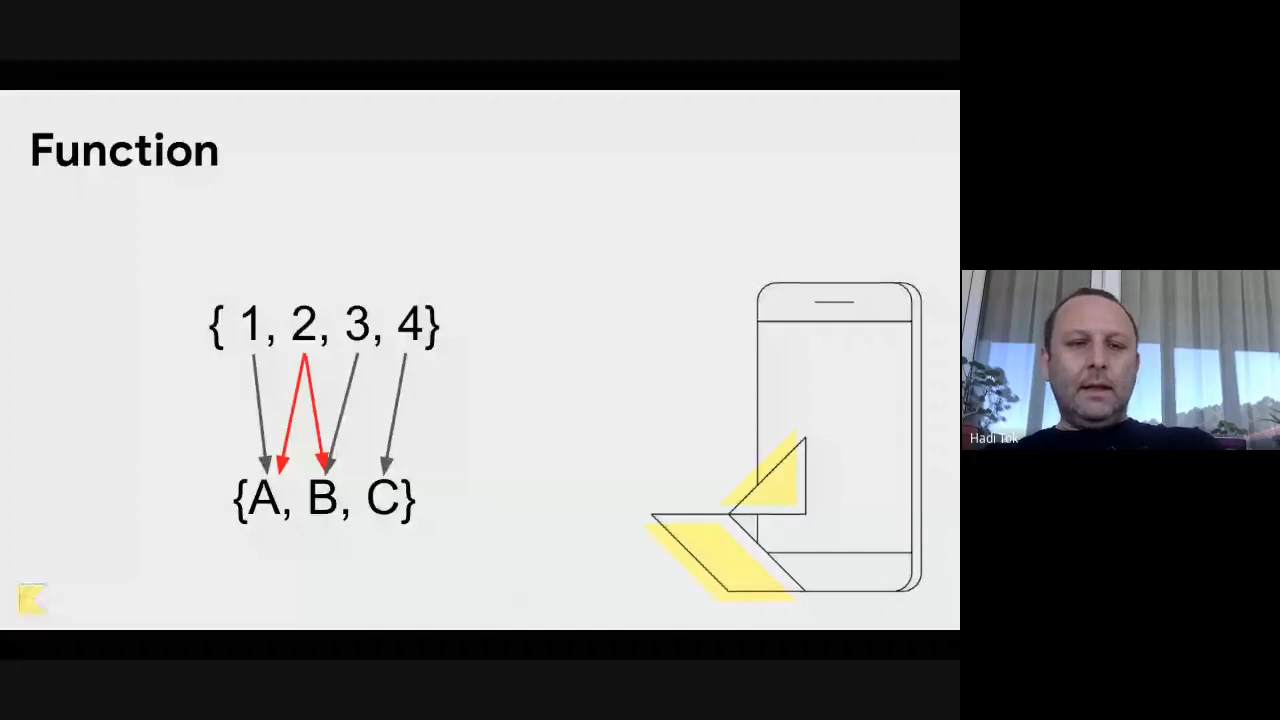 Function
{ 1, 2, 3, 4}
{A, B, C}
Hadi Tok